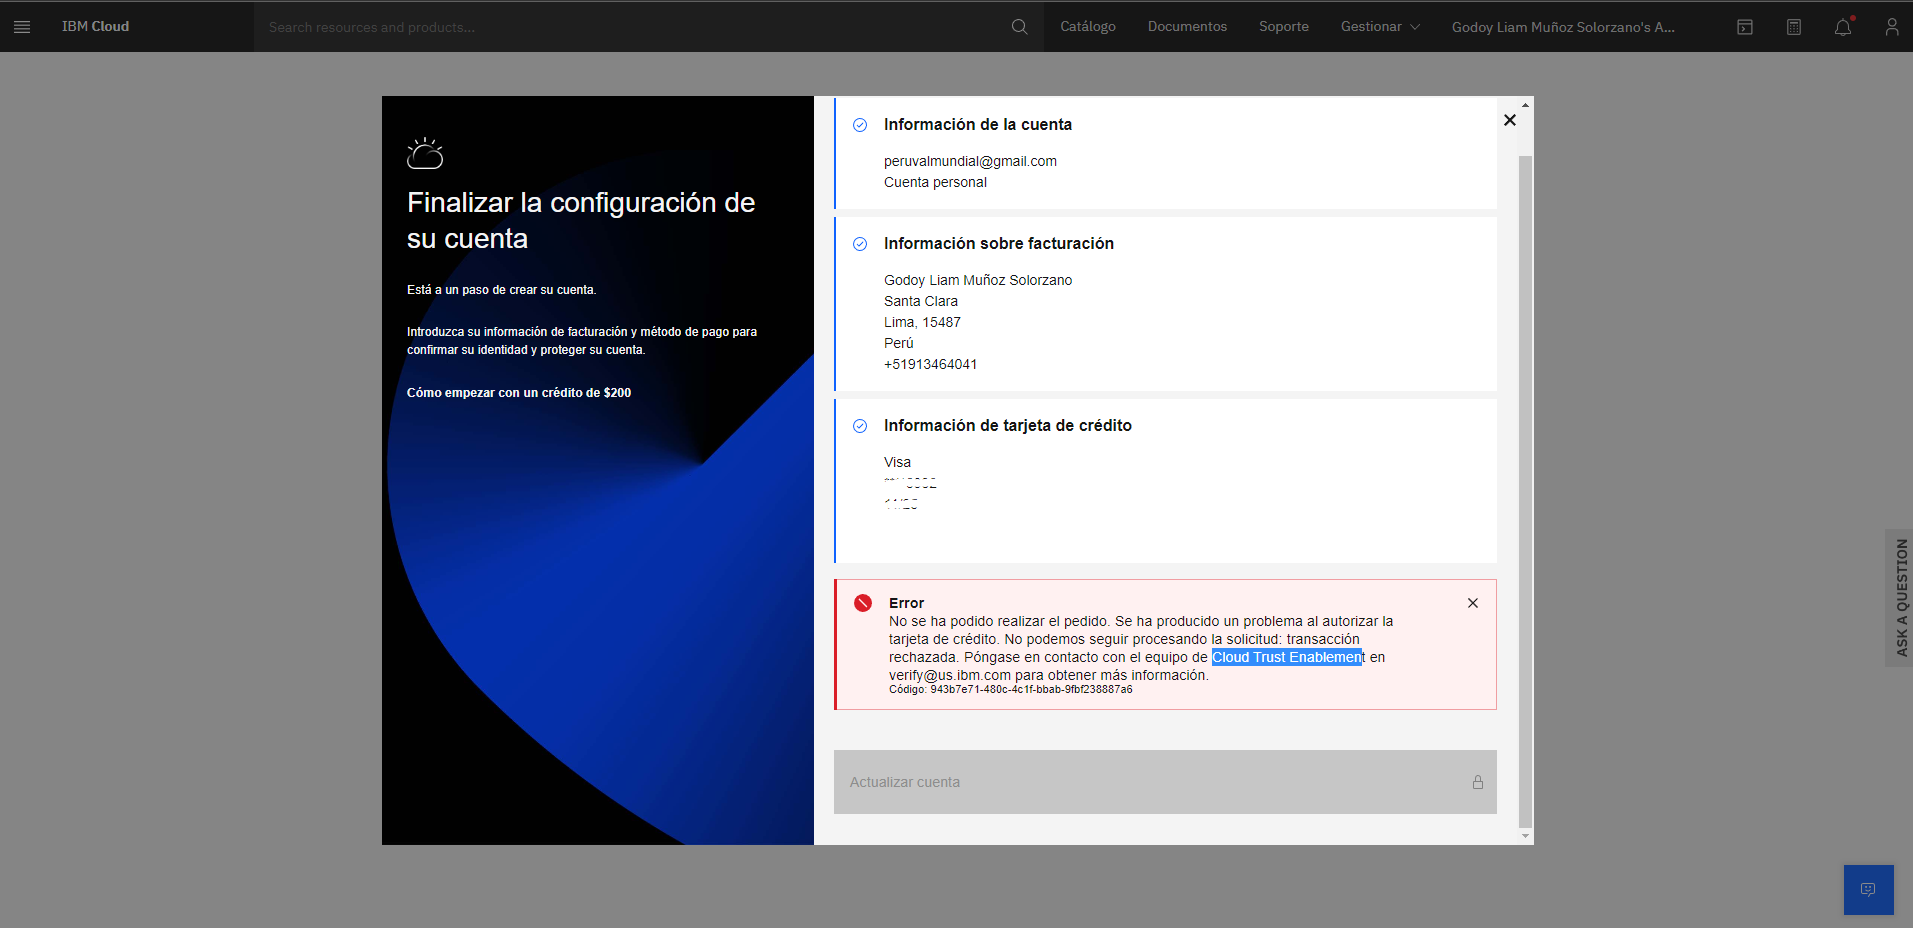 IBM Cloud
Search resources and products...
Catálogo
Documentos
Soporte
Gestionar
Godoy Liam Muñoz Solorzano's A...
Finalizar la configuración de
su cuenta
Está a un paso de crear su cuenta.
Introduzca su información de facturación y método de pago para
confirmar su identidad y proteger su cuenta.
Cómo empezar con un crédito de $200
Información de la cuenta
peruvalmundial@gmail.com
Cuenta personal
Información sobre facturación
Godoy Liam Muñoz Solorzano
Santa Clara
Lima, 15487
Perú
+51913464041
Información de tarjeta de crédito
Visa
Error
No se ha podido realizar el pedido. Se ha producido un problema al autorizar la
tarjeta de crédito. No podemos seguir procesando la solicitud: transacción
rechazada. Póngase en contacto con el equipo de Cloud Trust Enablement en
verify@us.ibm.com para obtener más información.
Código: 943b7e71-480c-4c1f-bbab-9fbf238887a6
Actualizar cuenta
ASK A QUESTION